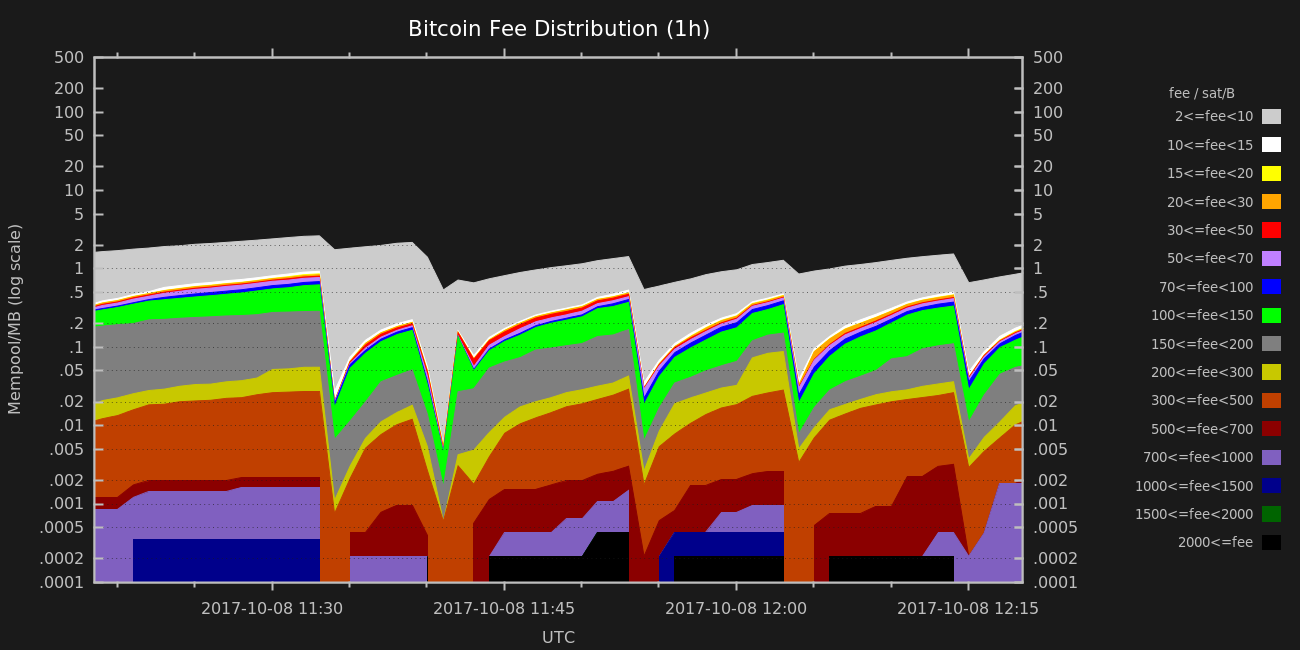 Bitcoin Fee Distribution (1h)
500
200
100
50
20
10
5
2
1
.5
.2
.1
.05
.02
.01
.005
.002
.001
.0005
.0002
.0001
Mempool/MB (log scale)
500
200
100
50
20
10
5
2
1
.5
.2
.1
.05
.02
.01
.005
.002
.001
.0005
.0002
.0001
2017-10-08 11:30
2017-10-08 11:45
2017-10-08 12:00
2017-10-08 12:15
UTC
fee / sat/B
2<=fee<10
10<=fee<15
15<=fee<20
20<=fee<30
30<=fee<50
50<=fee<70
70<=fee<100
100<=fee<150
150<=fee<200
200<=fee<300
300<=fee<500
500<=fee<700
700<=fee<1000
1000<=fee<1500
1500<=fee<2000
2000<=fee